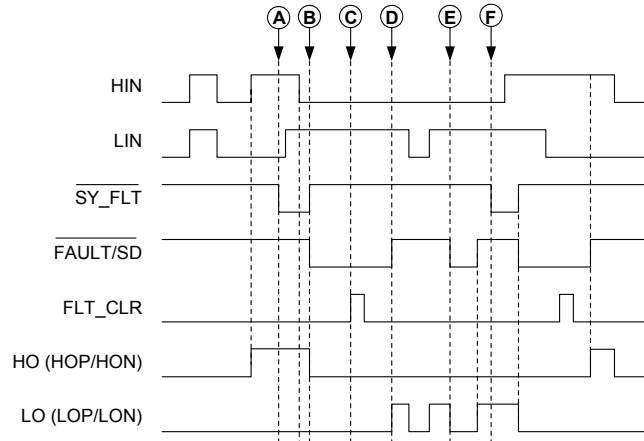 A B C D E F
HIN
LIN
SY_FLT
FAULT/SD
FLT_CLR
HO (HOP/HON)
LO (LOP/LON)